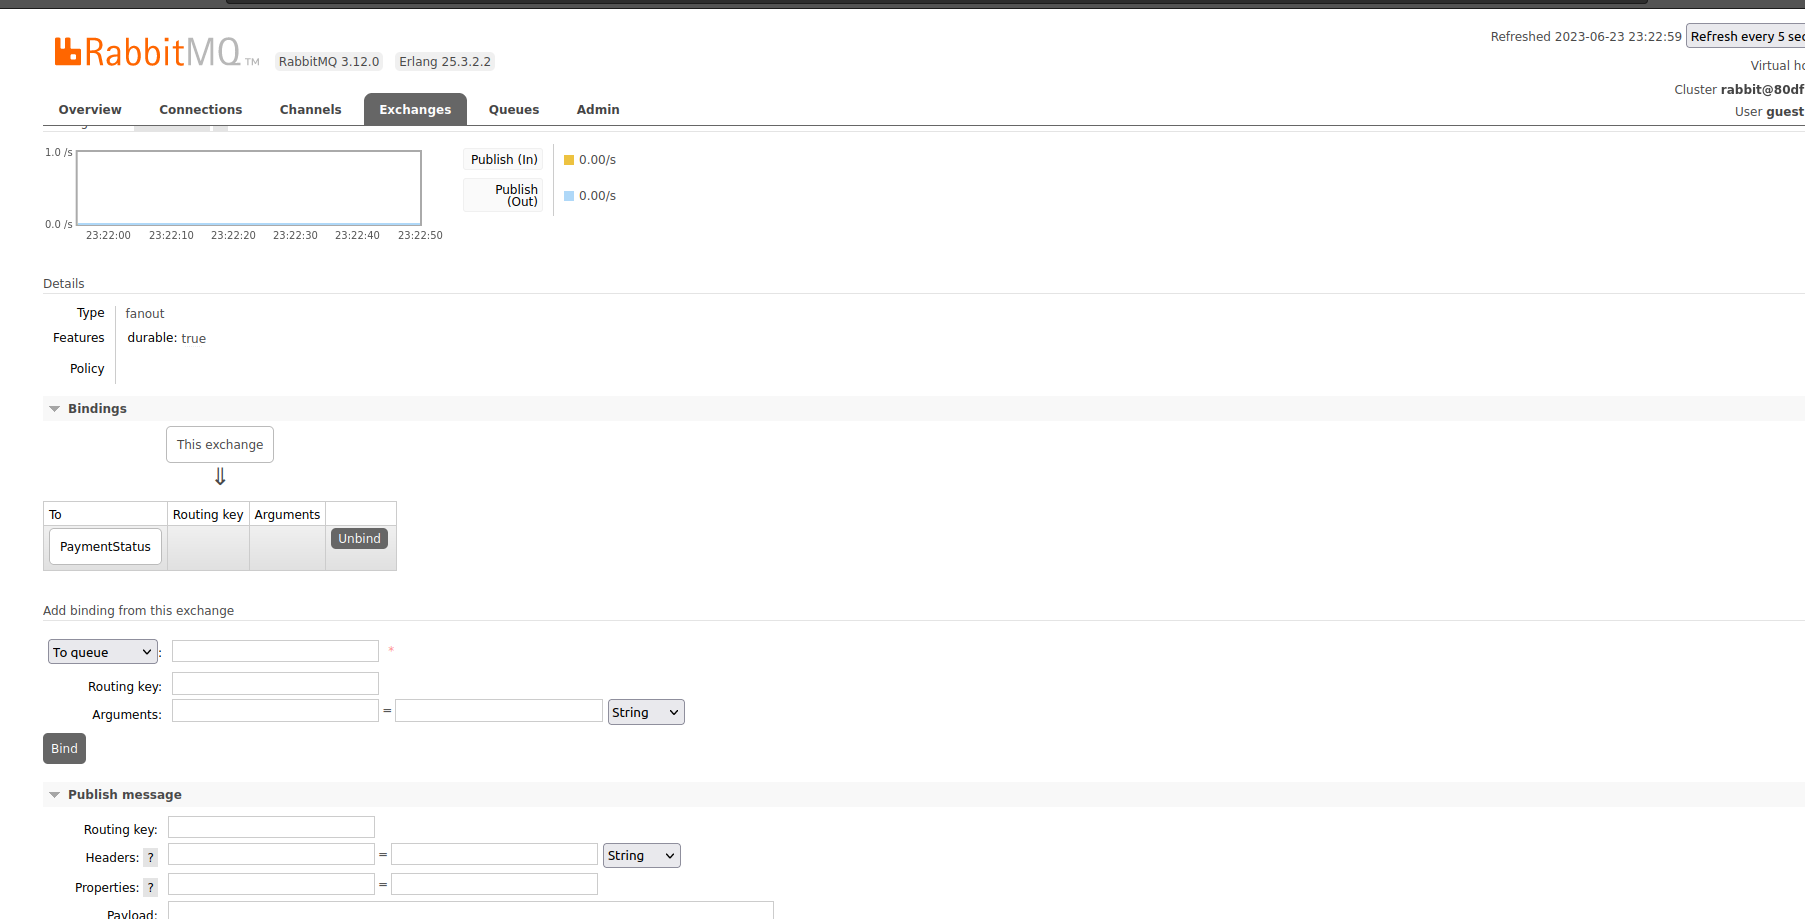 RabbitMQ TM RabbitMQ 3.12.0 Erlang 25.3.2.2
Refreshed 2023-06-23 23:22:59 Refresh every 5 sec
Virtual ho
Cluster rabbit@80df
User guest
Overview Connections Channels Exchanges Queues Admin
1.0 /s
0.0 /s
23:22:00 23:22:10 23:22:20 23:22:30 23:22:40 23:22:50
Publish (In) 0.00/s
Publish
(Out) 0.00/s
Details
Type fanout
Features durable: true
Policy
Bindings
This exchange
⇓
To Routing key Arguments
PaymentStatus Unbind
Add binding from this exchange
To queue : *
Routing key:
Arguments: = String
Bind
Publish message
Routing key:
Headers: ? = String
Properties: ? =
Payload: